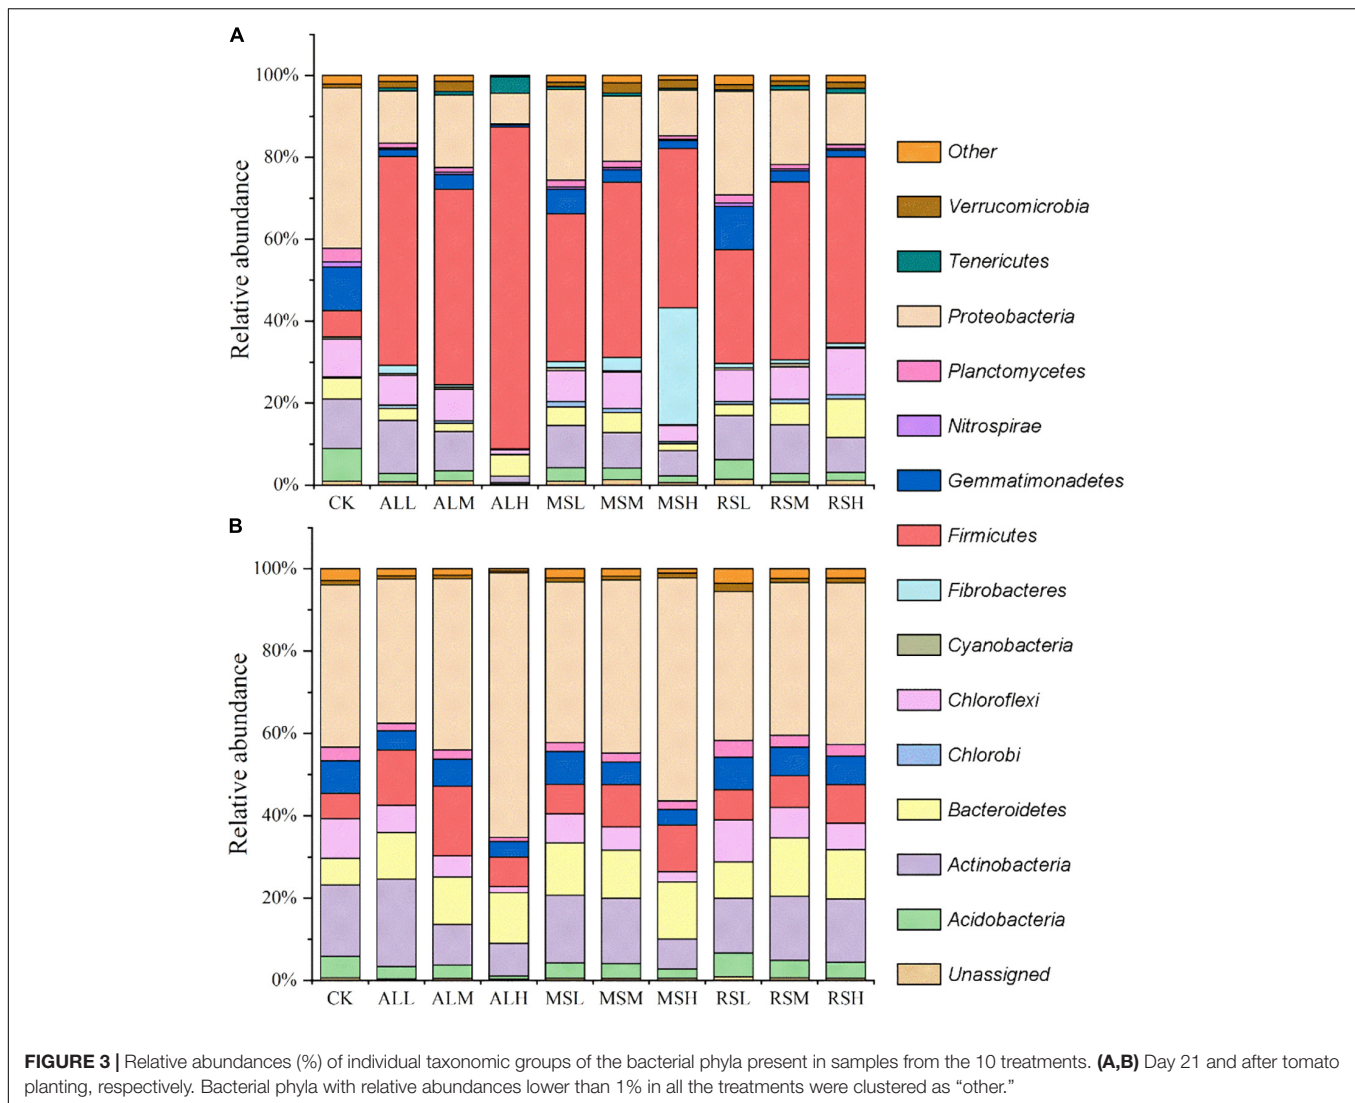 A
100%
80%
60%
40%
20%
0%
Relative abundance
CK ALL ALM ALH MSL MSM MSH RSL RSM RSH
B
100%
80%
60%
40%
20%
0%
Relative abundance
CK ALL ALM ALH MSL MSM MSH RSL RSM RSH
Other
Verrucomicrobia
Tenericutes
Proteobacteria
Planctomycetes
Nitrospirae
Gemmatimonadetes
Firmicutes
Fibrobacteres
Cyanobacteria
Chloroflexi
Chlorobi
Bacteroidetes
Actinobacteria
Acidobacteria
Unassigned
FIGURE 3 | Relative abundances (%) of individual taxonomic groups of the bacterial phyla present in samples from the 10 treatments. (A,B) Day 21 and after tomato
planting, respectively. Bacterial phyla with relative abundances lower than 1% in all the treatments were clustered as “other.”